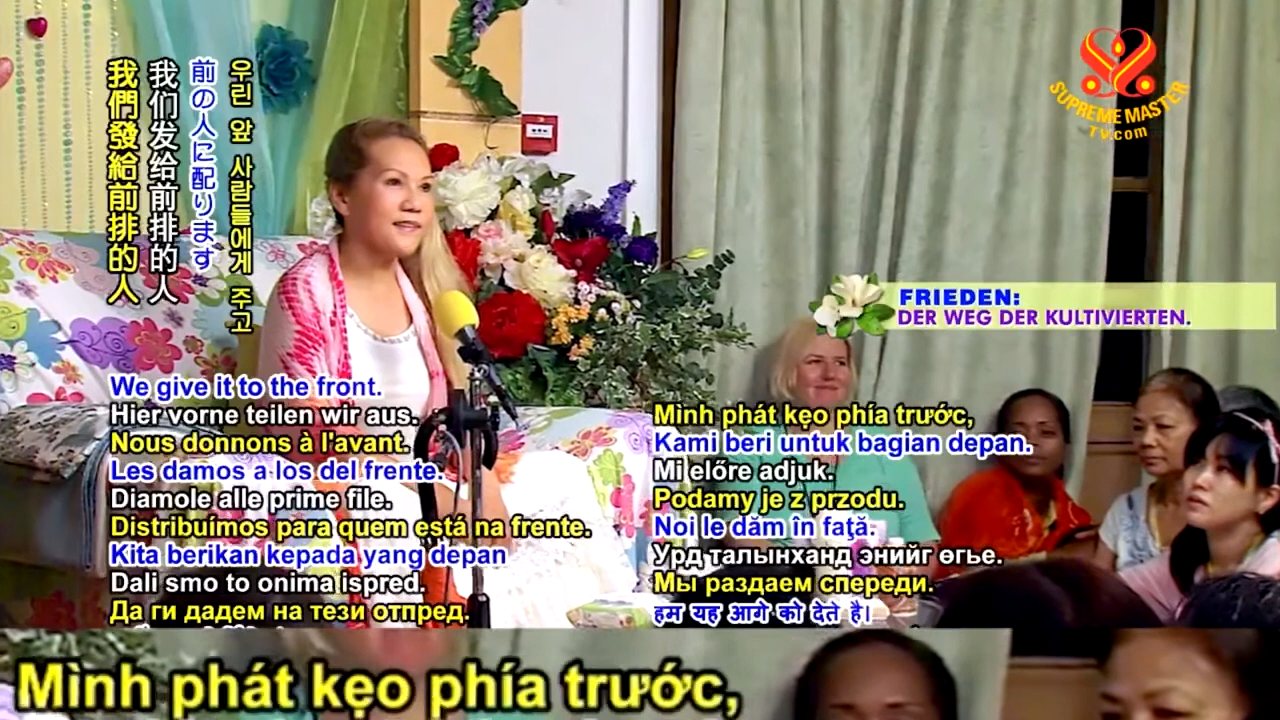 我們發給前排的人
我们发给前排的人
前の人に配ります
우린 앞 사람들에게 주고
SUPREME MASTER
TV.com
FRIEDEN:
DER WEG DER KULTIVIERTEN.
We give it to the front.
Hier vorne teilen wir aus.
Nous donnons à l'avant.
Les damos a los del frente.
Diamole alle prime file.
Distribuímos para quem está na frente.
Kita berikan kepada yang depan
Dali smo to onima ispred.
Да ги дадем на тези отпред.
Mình phát kẹo phía trước,
Kami beri untuk bagian depan.
Mi előre adjuk.
Podamy je z przodu.
Noi le dăm în faţă.
Урд талынханд энийг өгье.
Мы раздаем спереди.
हम यह आगे को देते है।
Mình phát kẹo phía trước,